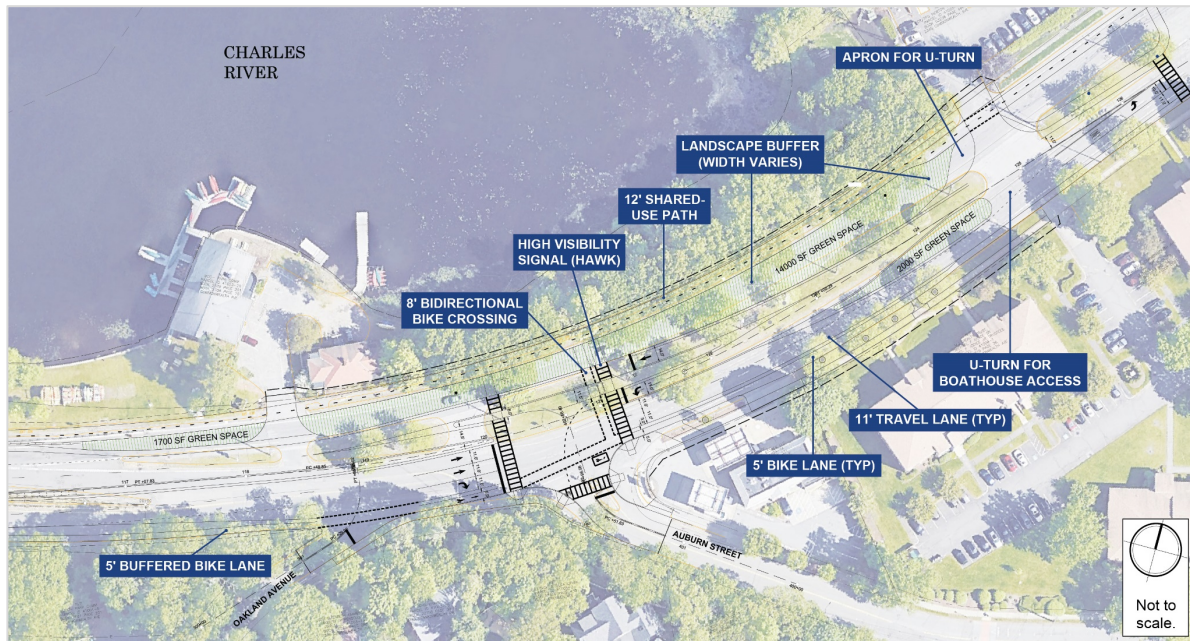 CHARLES
RIVER
APRON FOR U-TURN
LANDSCAPE BUFFER
(WIDTH VARIES)
12' SHARED-
USE PATH
HIGH VISIBILITY
SIGNAL (HAWK)
8' BIDIRECTIONAL
BIKE CROSSING
14000 SF GREEN SPACE
2000 SF GREEN SPACE
U-TURN FOR
BOATHOUSE ACCESS
11' TRAVEL LANE (TYP)
5' BIKE LANE (TYP)
1700 SF GREEN SPACE
5' BUFFERED BIKE LANE
OAKLAND AVENUE
AUBURN STREET
Not to
scale.